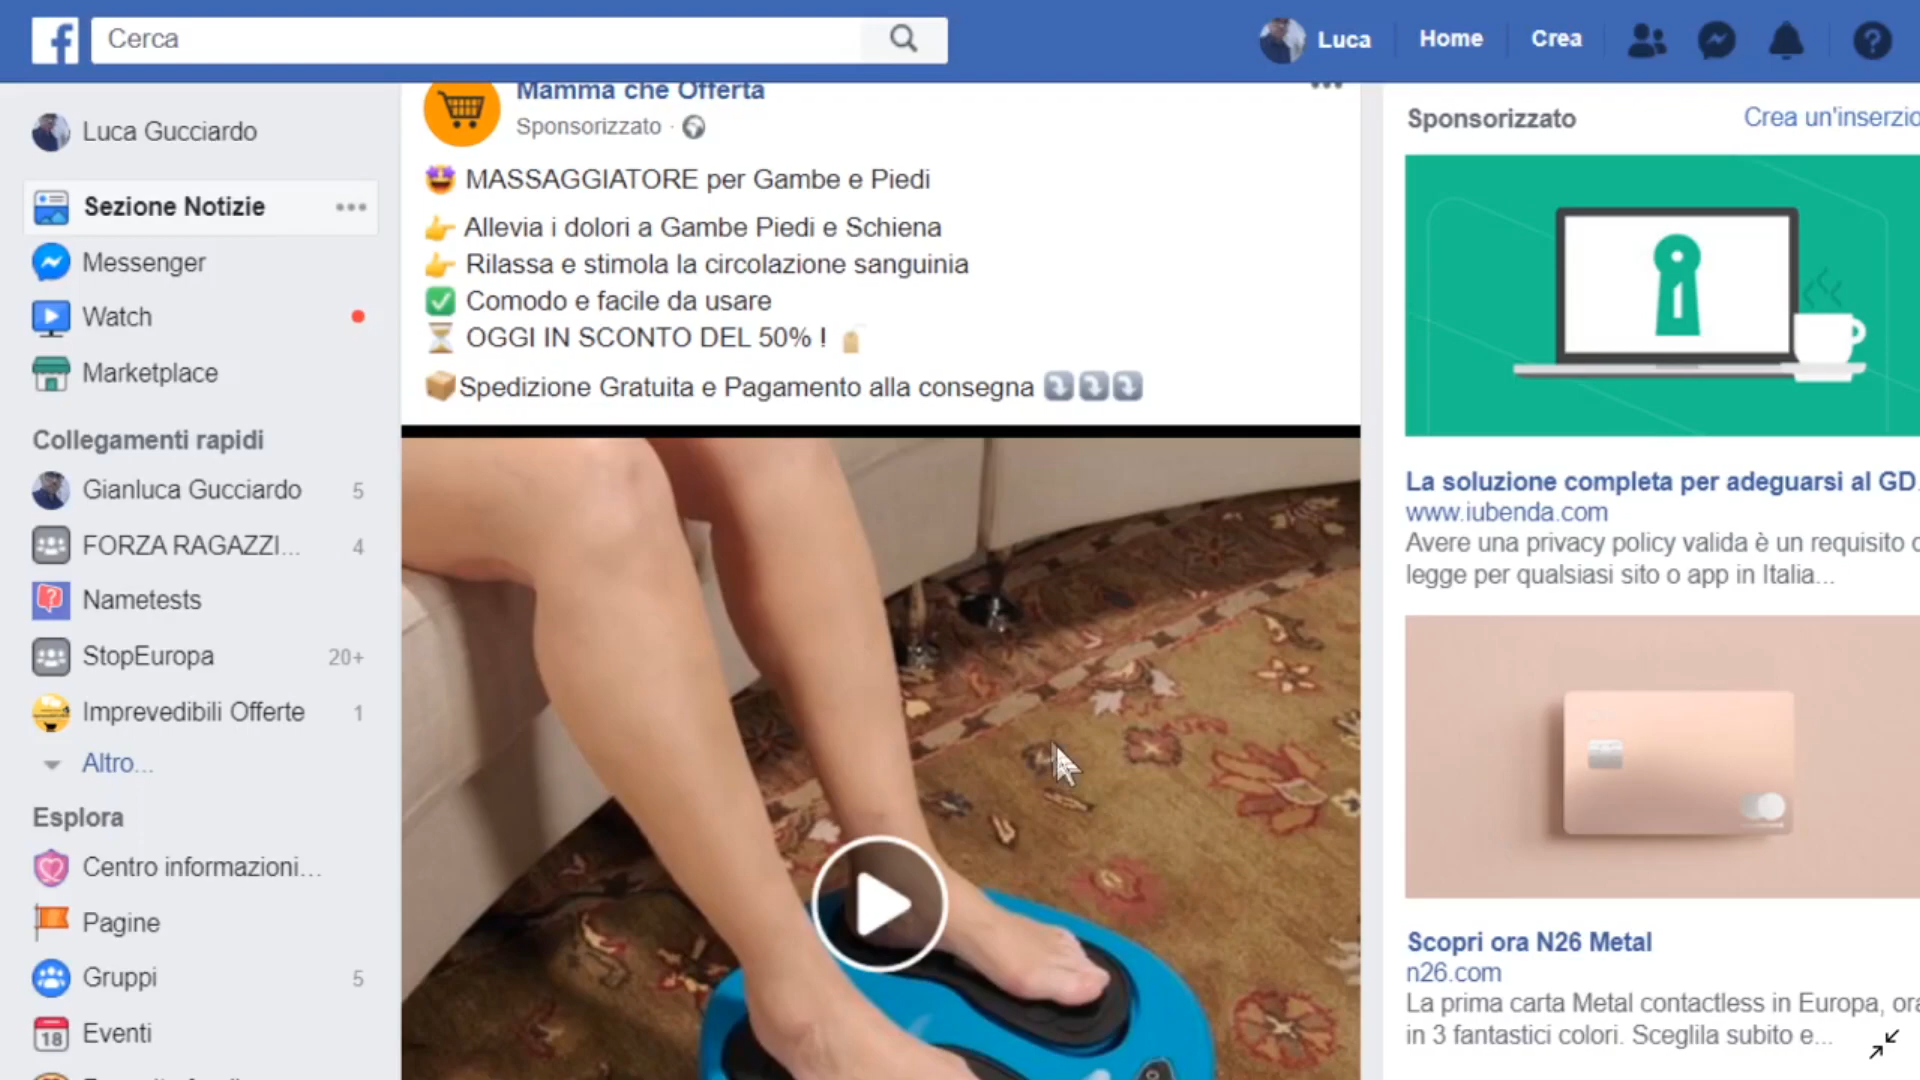 Cerca
Luca
Home
Crea
Luca Gucciardo
Sezione Notizie
Messenger
Watch
Marketplace
Collegamenti rapidi
Gianluca Gucciardo 5
FORZA RAGAZZI... 4
Nametests
StopEuropa 20+
Imprevedibili Offerte 1
Altro...
Esplora
Centro informazioni...
Pagine
Gruppi 5
18 Eventi
Mamma che Offerta
Sponsorizzato ·
MASSAGGIATORE per Gambe e Piedi
Allevia i dolori a Gambe Piedi e Schiena
Rilassa e stimola la circolazione sanguinia
Comodo e facile da usare
OGGI IN SCONTO DEL 50% !
Spedizione Gratuita e Pagamento alla consegna
Sponsorizzato
Crea un'inserzio
La soluzione completa per adeguarsi al GD
www.iubenda.com
Avere una privacy policy valida è un requisito
legge per qualsiasi sito o app in Italia...
Scopri ora N26 Metal
n26.com
La prima carta Metal contactless in Europa, ora
in 3 fantastici colori. Sceglila subito e...